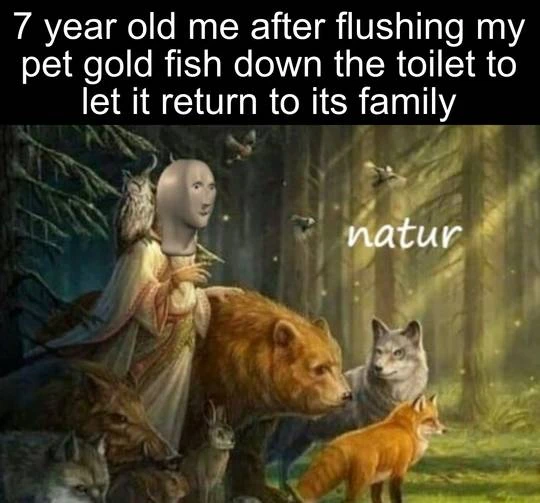 7 year old me after flushing my
pet gold fish down the toilet to
let it return to its family
natur